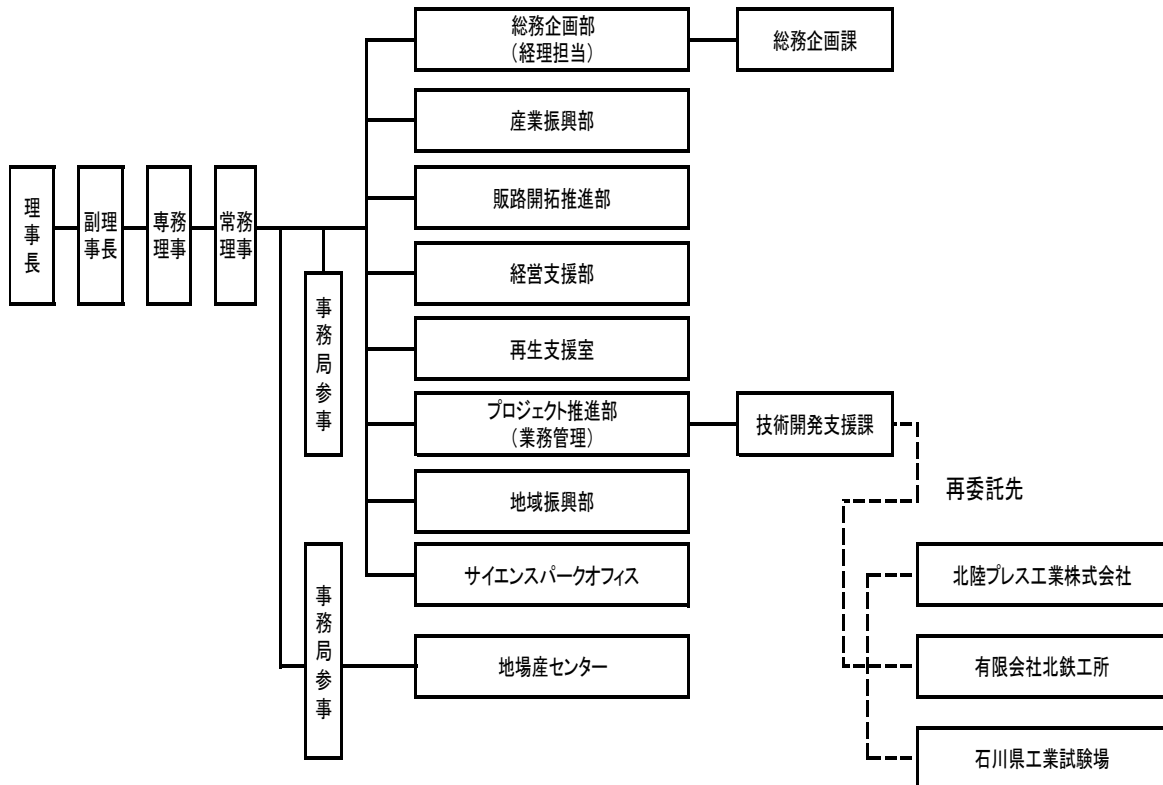 総務企画部
（経理担当）
総務企画課
産業振興部
理事長
副理事長
専務理事
常務理事
販路開拓推進部
事務局参事
経営支援部
再生支援室
プロジェクト推進部
（業務管理）
技術開発支援課
地域振興部
再委託先
事務局参事
サイエンスパークオフィス
北陸プレス工業株式会社
地場産センター
有限会社北鉄工所
石川県工業試験場